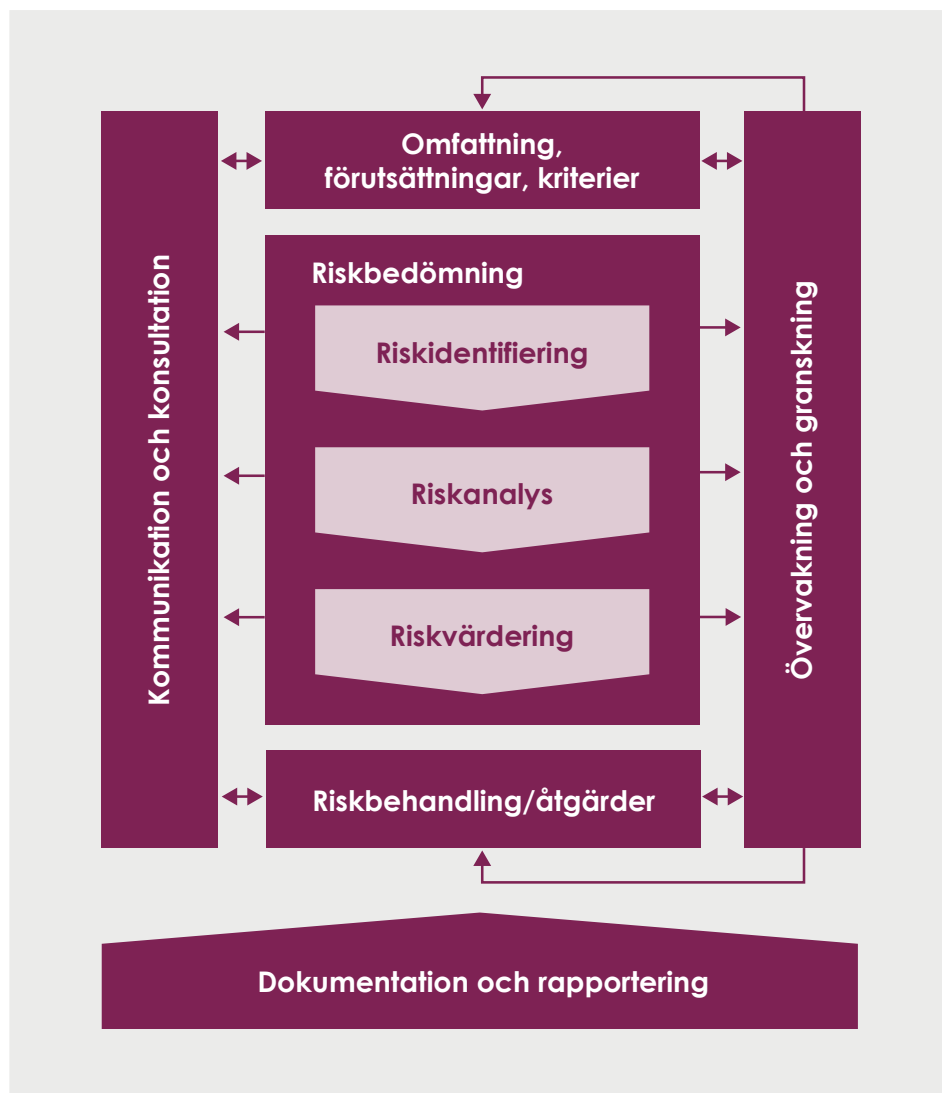 Omfattning,
förutsättningar, kriterier
Kommunikation och konsultation
Riskbedömning
Riskidentifiering
Riskanalys
Riskvärdering
Övervakning och granskning
Riskbehandling/åtgärder
Dokumentation och rapportering